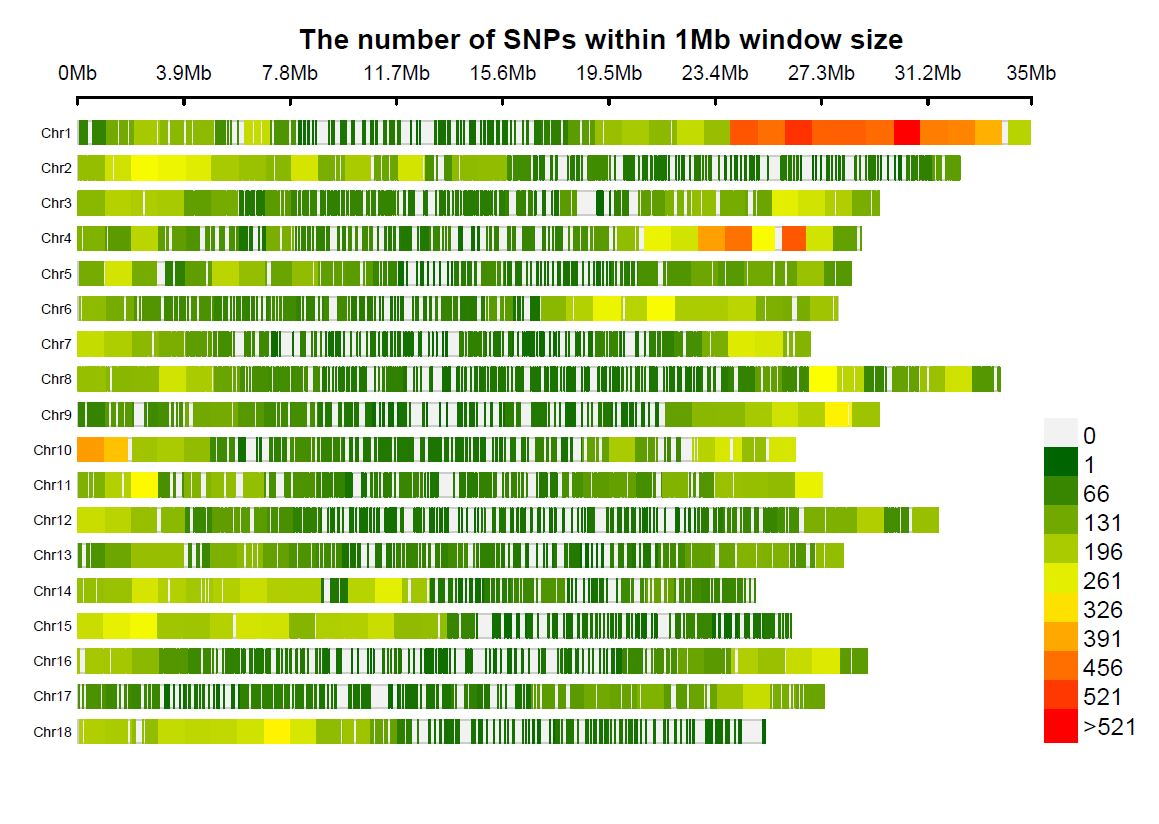 The number of SNPs within 1Mb window size
0Mb 3.9Mb 7.8Mb 11.7Mb 15.6Mb 19.5Mb 23.4Mb 27.3Mb 31.2Mb 35Mb
Chr1
Chr2
Chr3
Chr4
Chr5
Chr6
Chr7
Chr8
Chr9
Chr10
Chr11
Chr12
Chr13
Chr14
Chr15
Chr16
Chr17
Chr18
0
1
66
131
196
261
326
391
456
521
>521